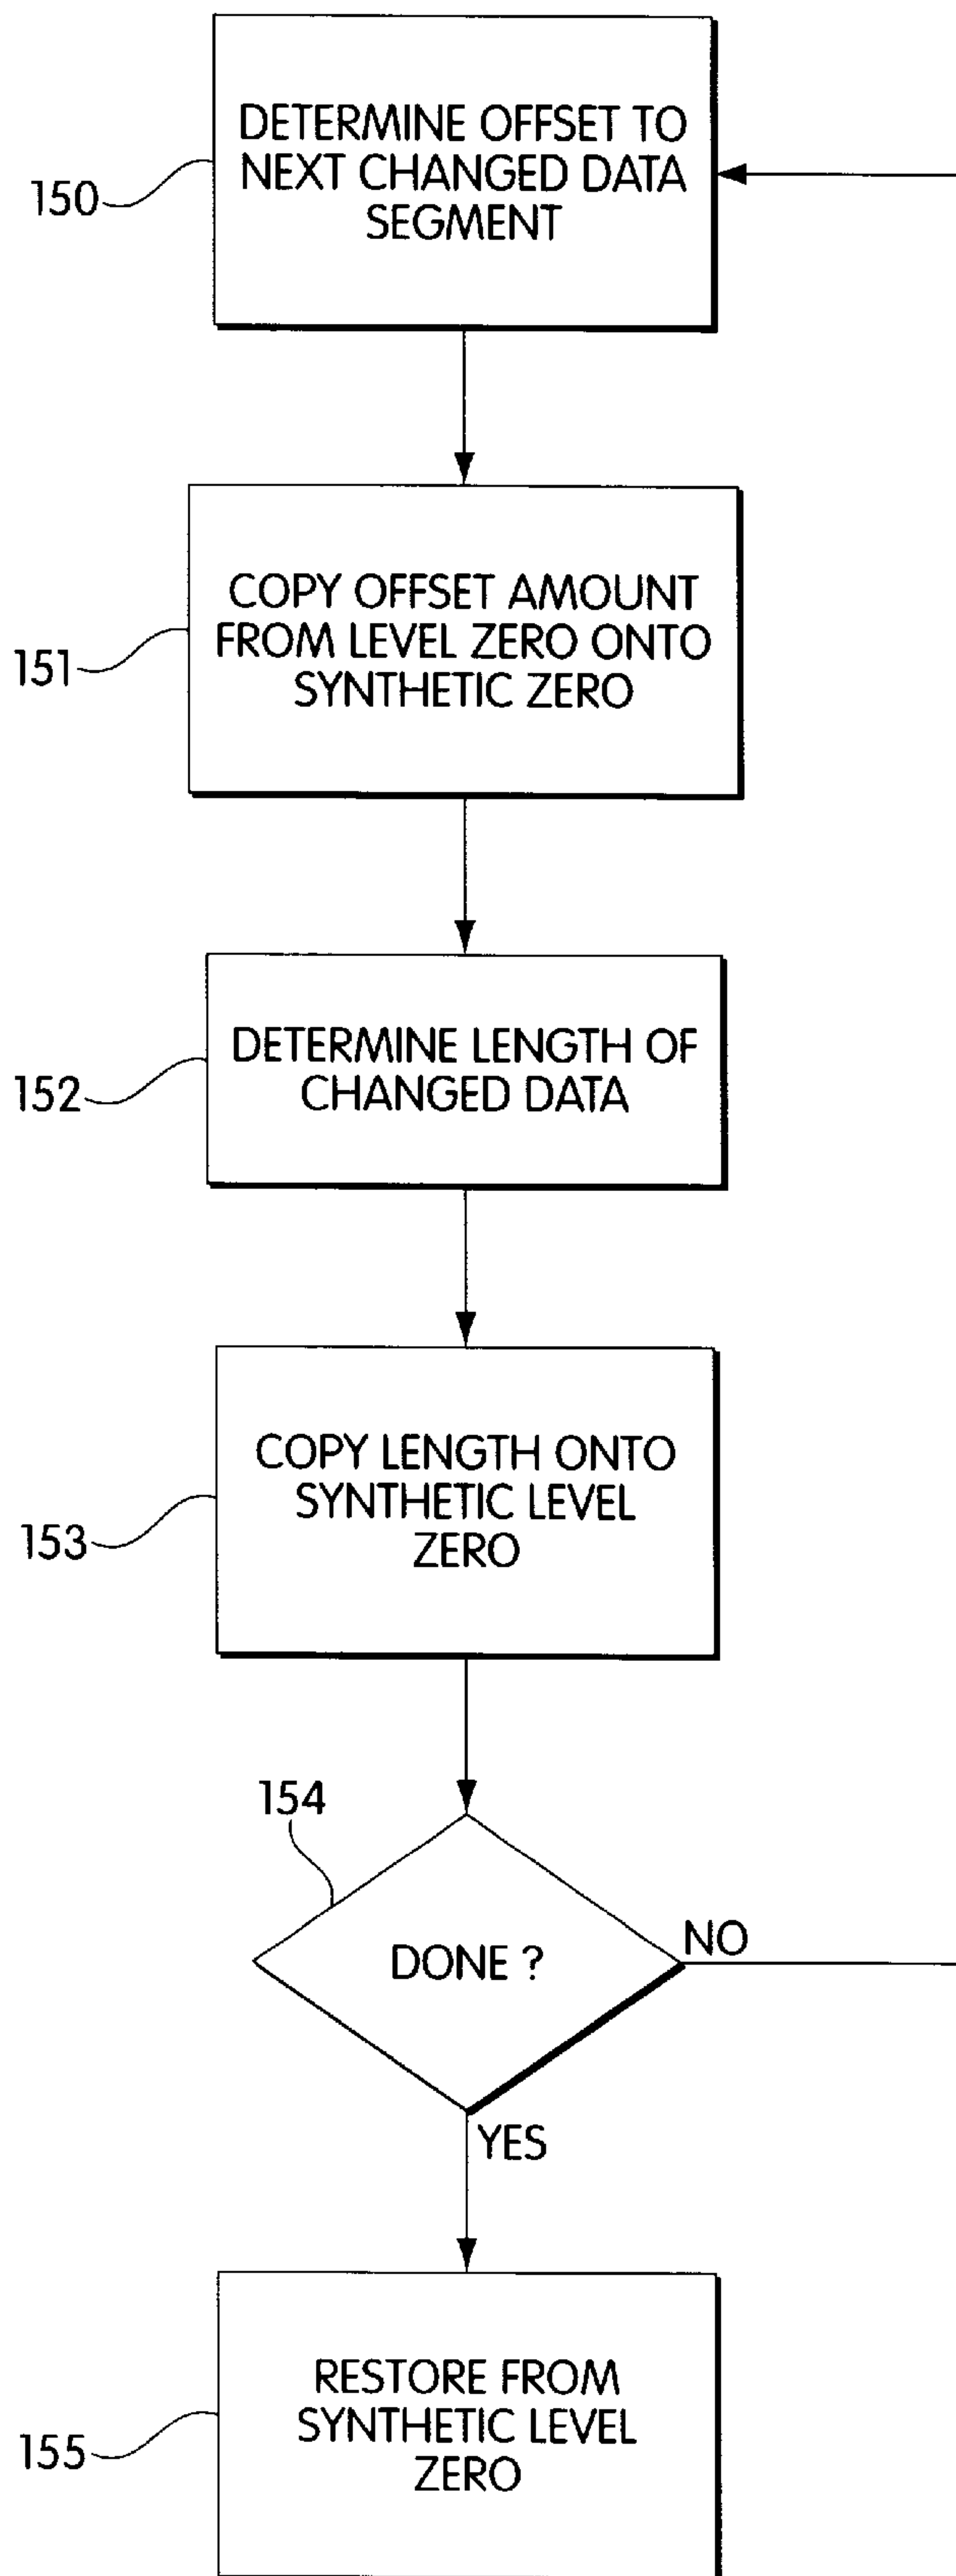 DETERMINE OFFSET TO
NEXT CHANGED DATA
SEGMENT
150
COPY OFFSET AMOUNT
FROM LEVEL ZERO ONTO
SYNTHETIC ZERO
151
DETERMINE LENGTH OF
CHANGED DATA
152
COPY LENGTH ONTO
SYNTHETIC LEVEL
ZERO
153
154
DONE ?
NO
YES
RESTORE FROM
SYNTHETIC LEVEL
ZERO
155